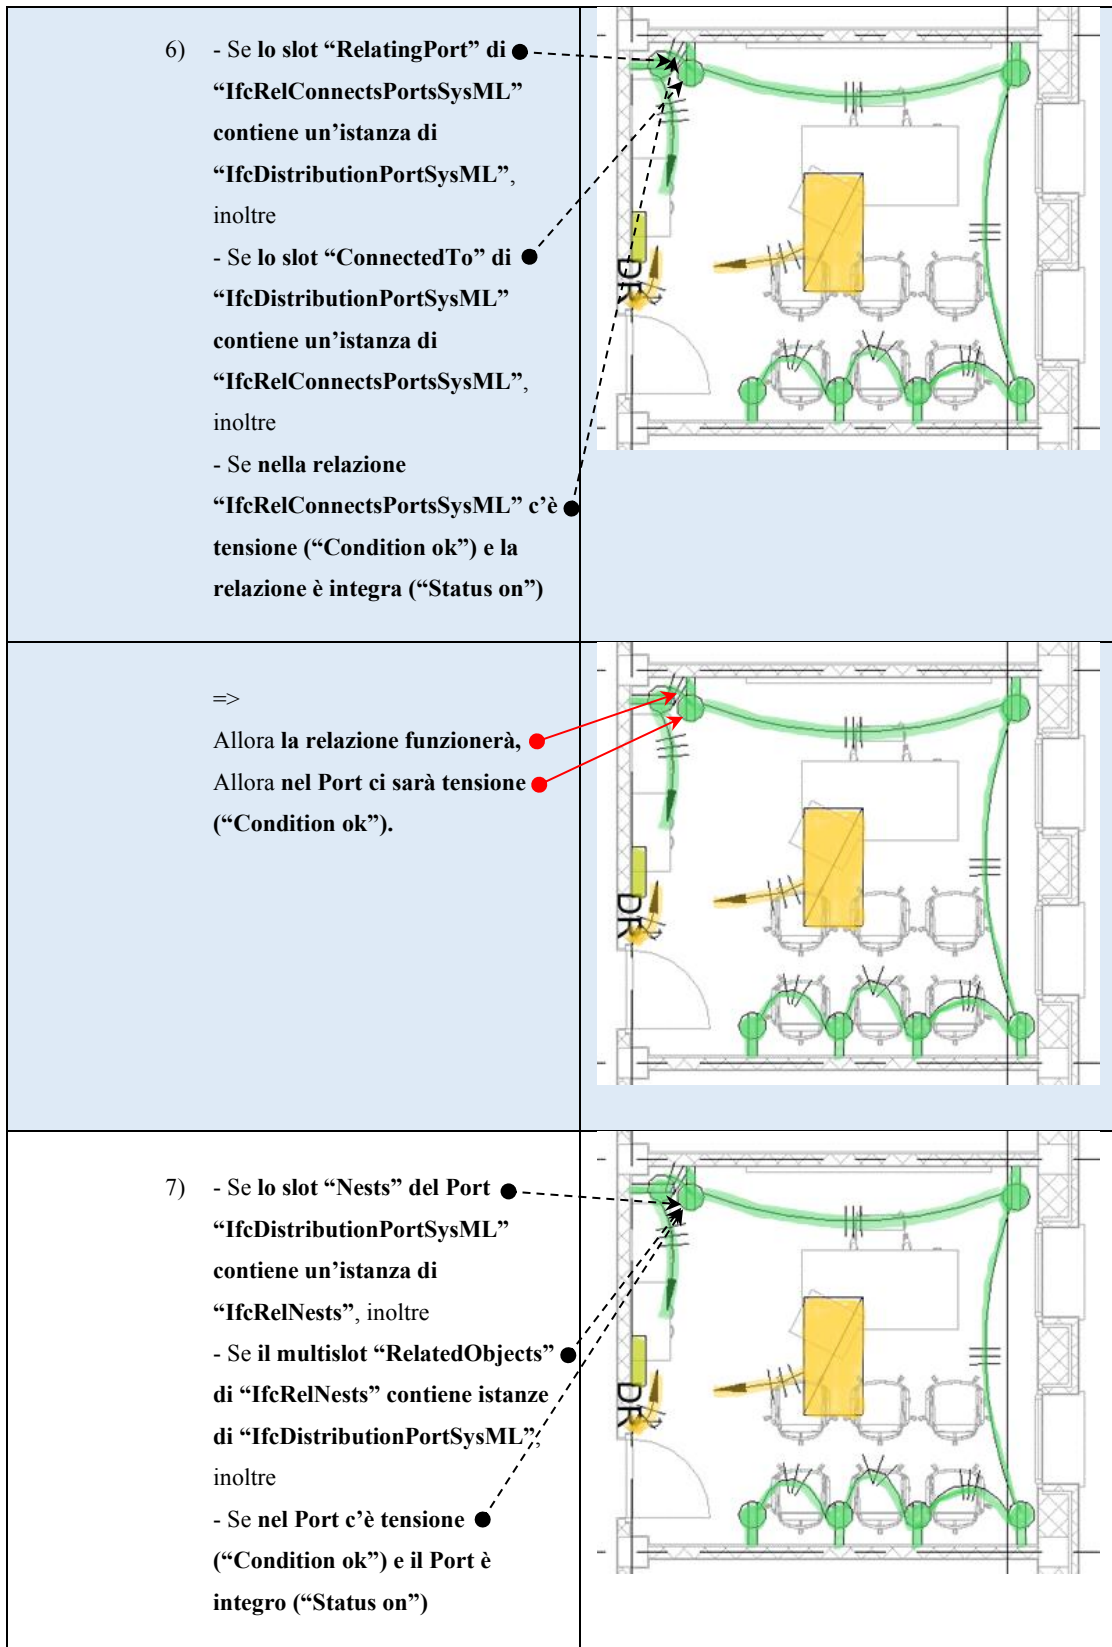 6) - Se lo slot “RelatingPort” di
“IfcRelConnectsPortsSysML”
contiene un’istanza di
“IfcDistributionPortSysML”,
inoltre
- Se lo slot “ConnectedTo” di
“IfcDistributionPortSysML”
contiene un’istanza di
“IfcRelConnectsPortsSysML”,
inoltre
- Se nella relazione
“IfcRelConnectsPortsSysML” c’è
tensione (“Condition ok”) e la
relazione è integra (“Status on”)
DR
=>
Allora la relazione funzionerà,
Allora nel Port ci sarà tensione
(“Condition ok”).
DR
7) - Se lo slot “Nests” del Port
“IfcDistributionPortSysML”
contiene un’istanza di
“IfcRelNests”, inoltre
- Se il multislot “RelatedObjects”
di “IfcRelNests” contiene istanze
di “IfcDistributionPortSysML”,
inoltre
- Se nel Port c’è tensione
(“Condition ok”) e il Port è
integro (“Status on”)
DR